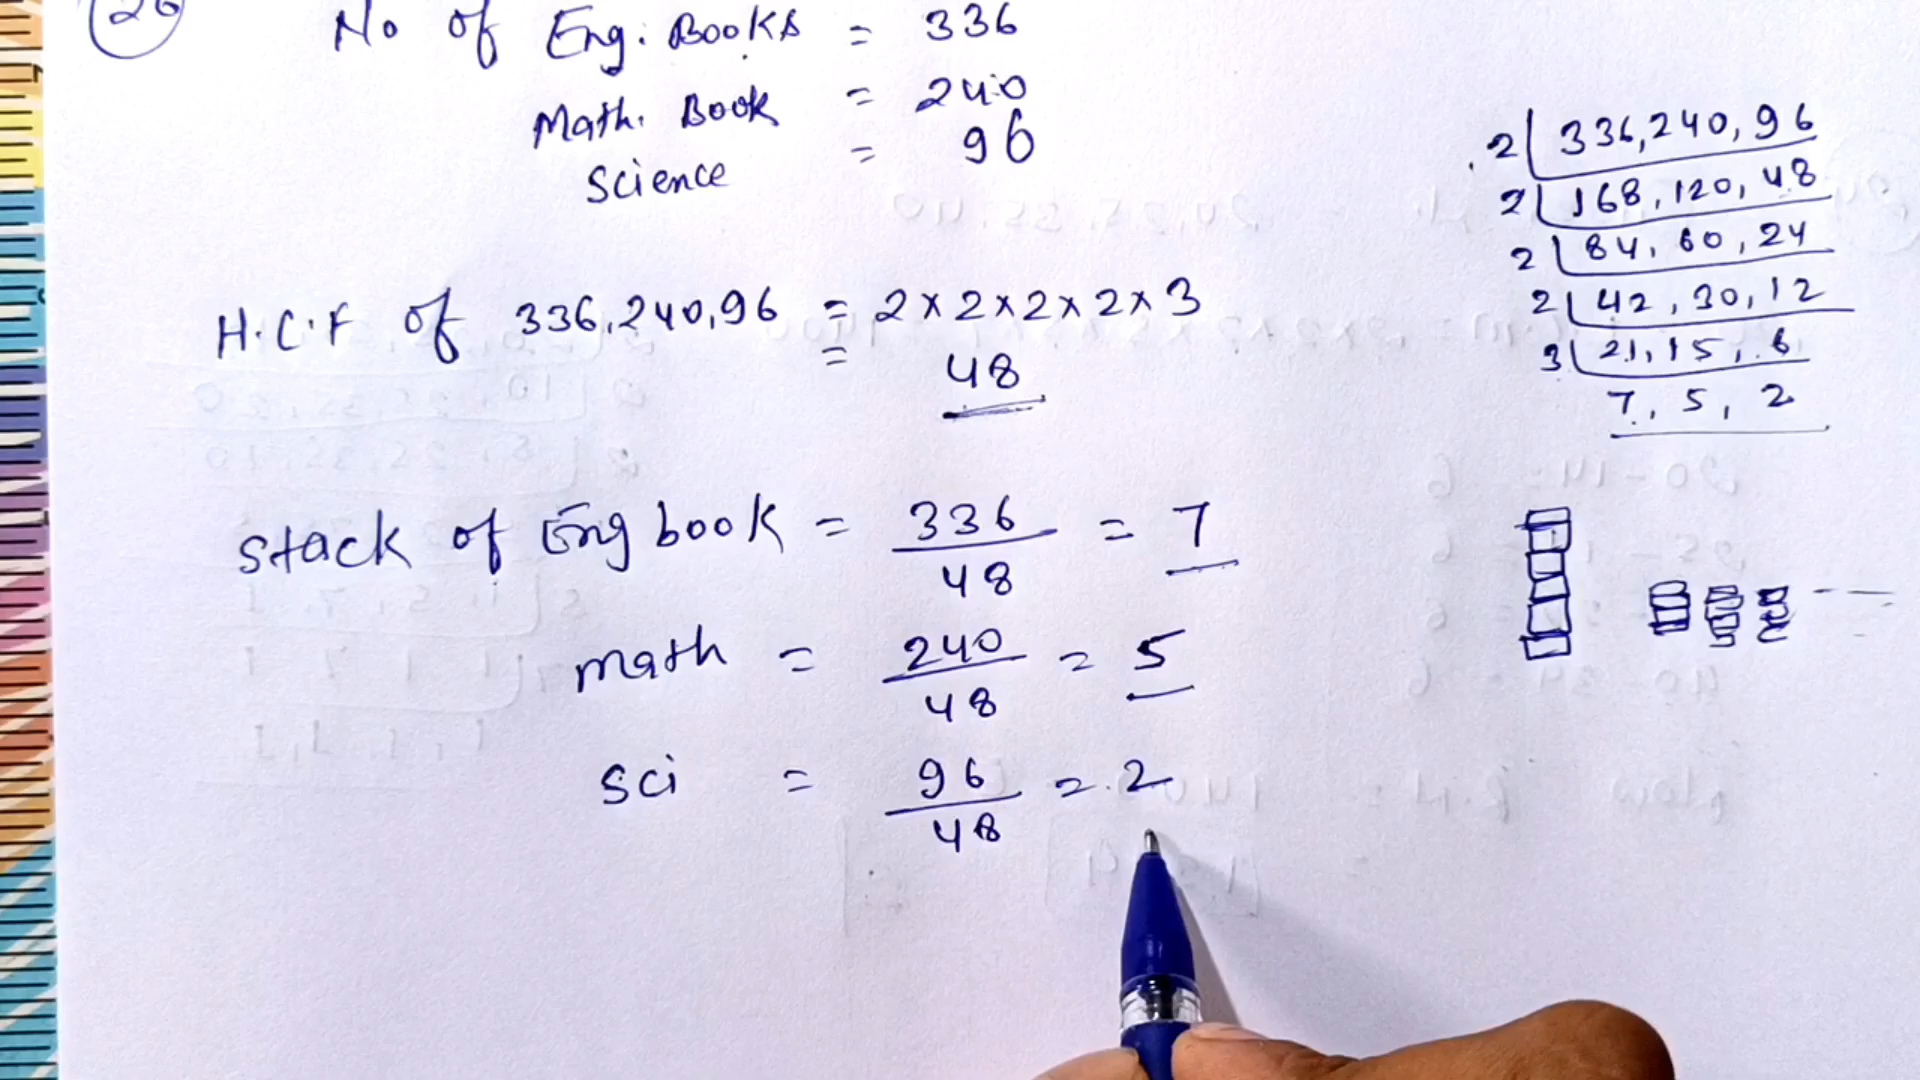 26
No of Eng. Books = 336
Math. Book = 240
Science = 96
H.C.F of 336,240,96 = 2×2×2×2×3
= 48
Stack of Eng book = 336/48 = 7
math = 240/48 = 5
sci = 96/48 = 2
2 | 336,240,96
2 | 168,120,48
2 | 84,60,24
2 | 42,30,12
3 | 21,15,6
7, 5, 2